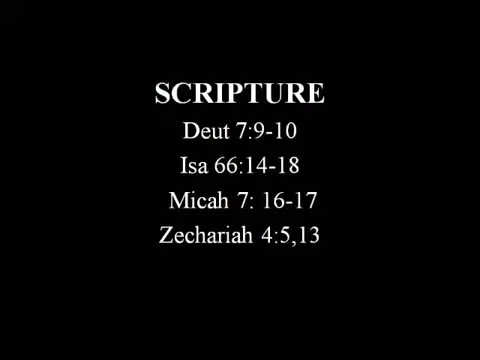 SCRIPTURE
Deut 7:9-10
Isa 66:14-18
Micah 7: 16-17
Zechariah 4:5,13